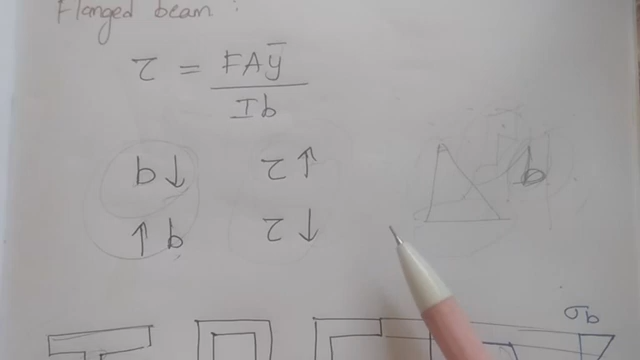 Flanged beam :
τ = FAȳ / Ib
b↓ τ↑ b
↑b τ↓
σb